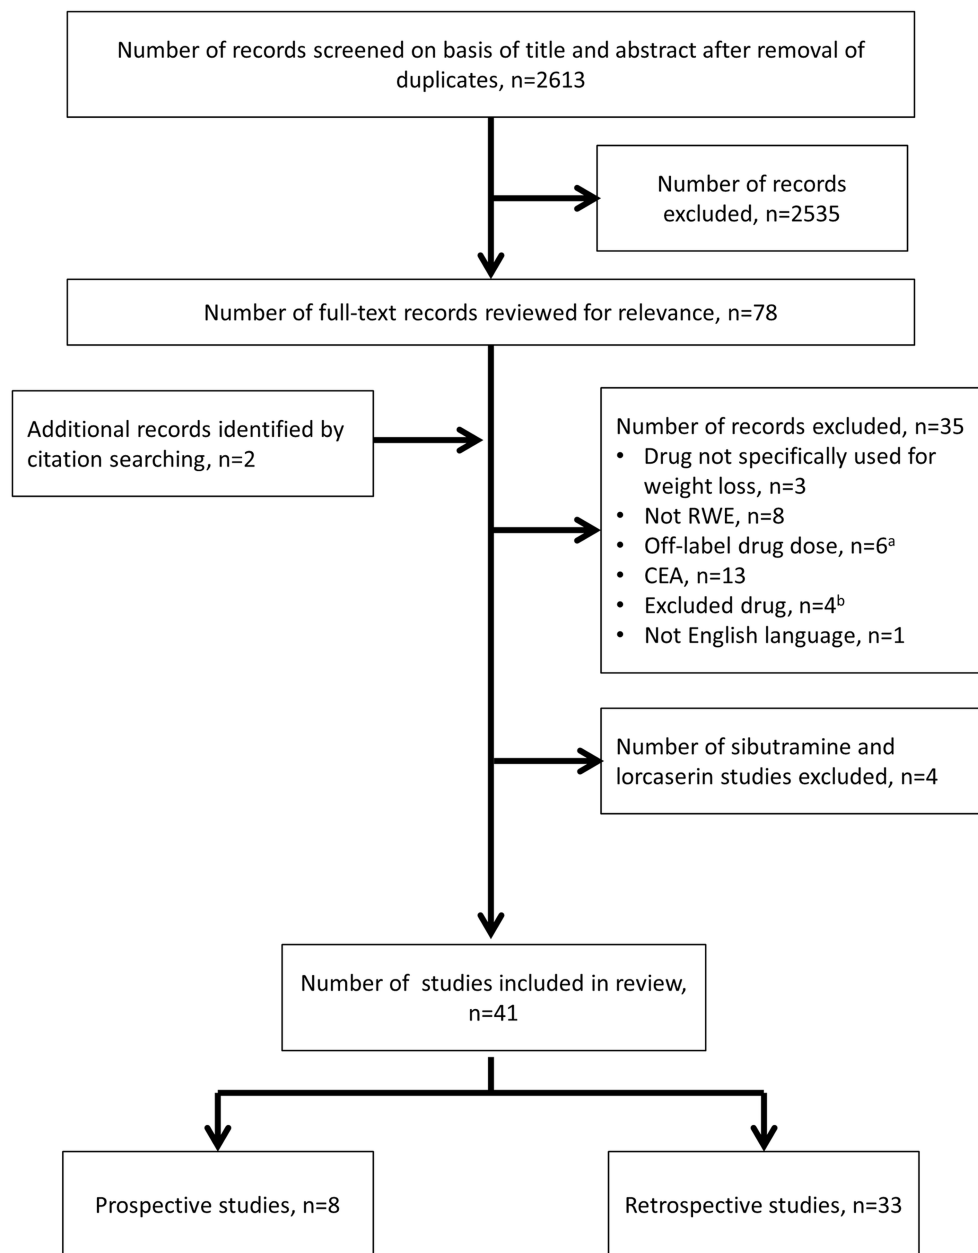 Number of records screened on basis of title and abstract after removal of
duplicates, n=2613
Number of records
excluded, n=2535
Number of full-text records reviewed for relevance, n=78
Additional records identified by
citation searching, n=2
Number of records excluded, n=35
• Drug not specifically used for
weight loss, n=3
• Not RWE, n=8
• Off-label drug dose, n=6ᵃ
• CEA, n=13
• Excluded drug, n=4ᵇ
• Not English language, n=1
Number of sibutramine and
lorcaserin studies excluded, n=4
Number of  studies included in review,
n=41
Prospective studies, n=8
Retrospective studies, n=33